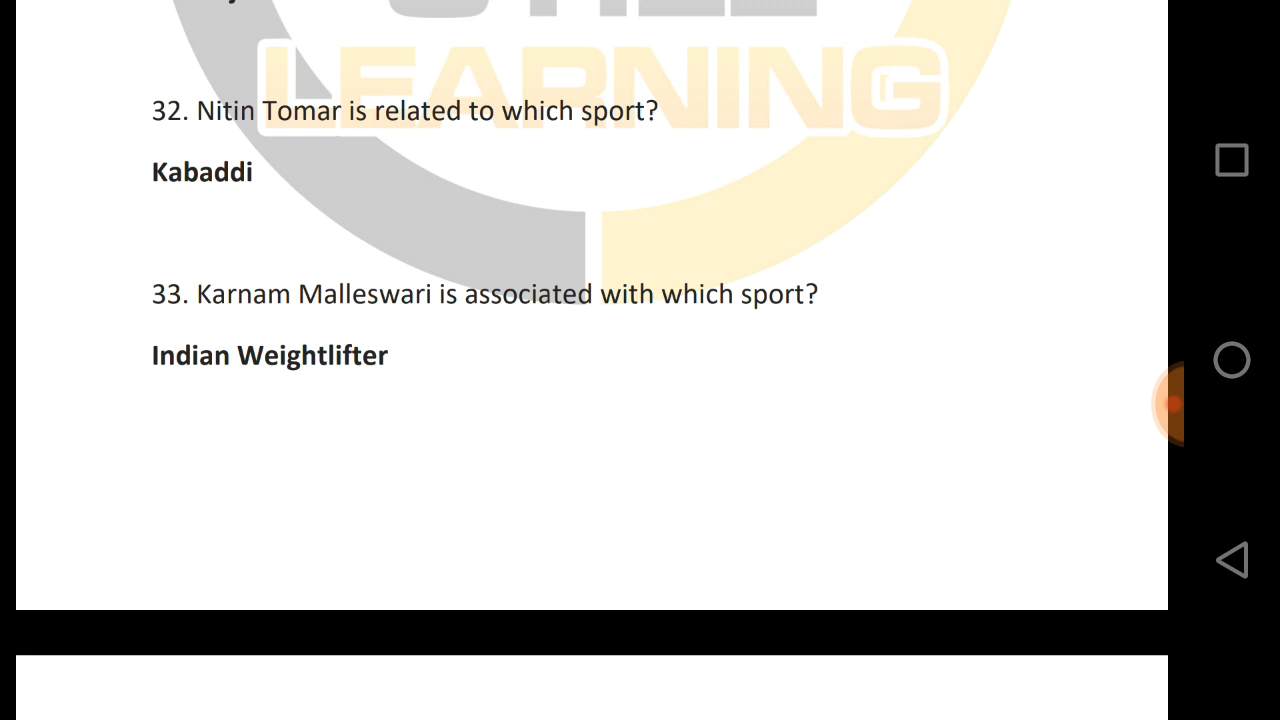 LEARNING
32. Nitin Tomar is related to which sport?
Kabaddi
33. Karnam Malleswari is associated with which sport?
Indian Weightlifter